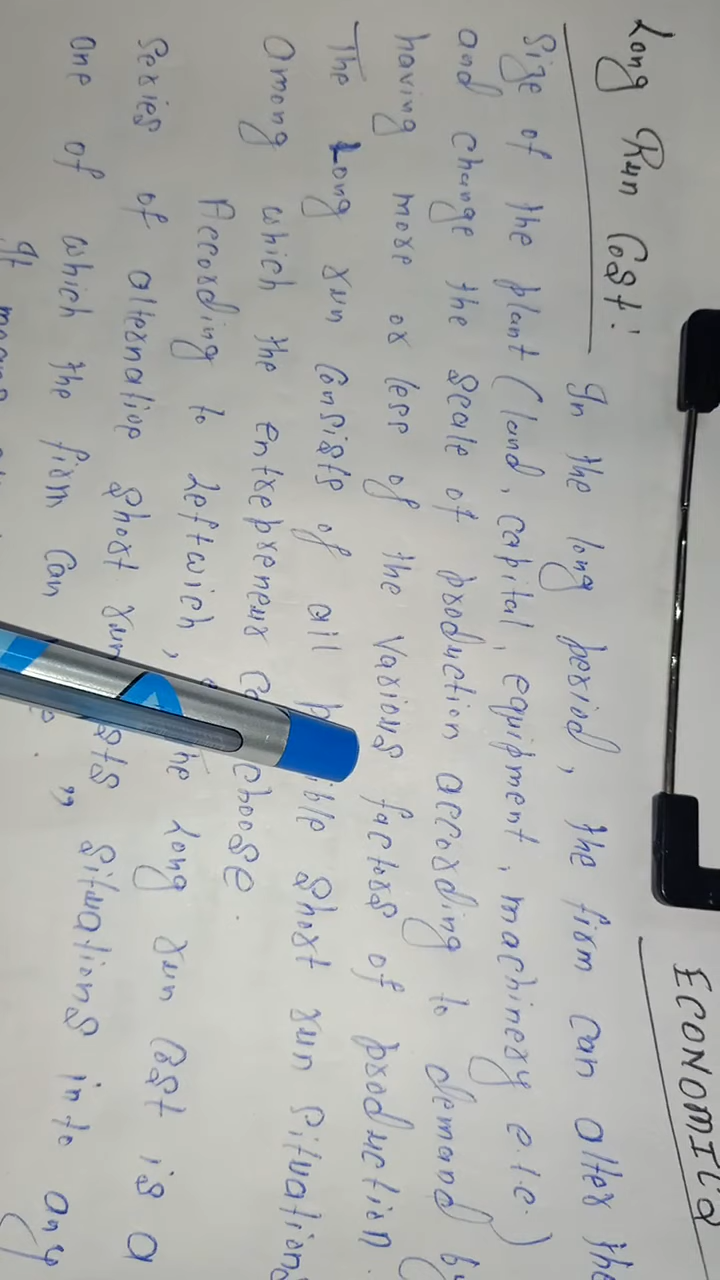 ECONOMICS
Long Run Cost:
In the long period, the firm can alter the
size of the plant (land, capital, equipment, machinery e.t.c.)
and change the scale of production according to demand by
having more or less of the various factors of production.
The Long run consists of all short run situations
among which the entrepreneur choose.
According to Leftwich, the Long run Cost is a
series of alternative short run situations into any
one of which the firm can
It means